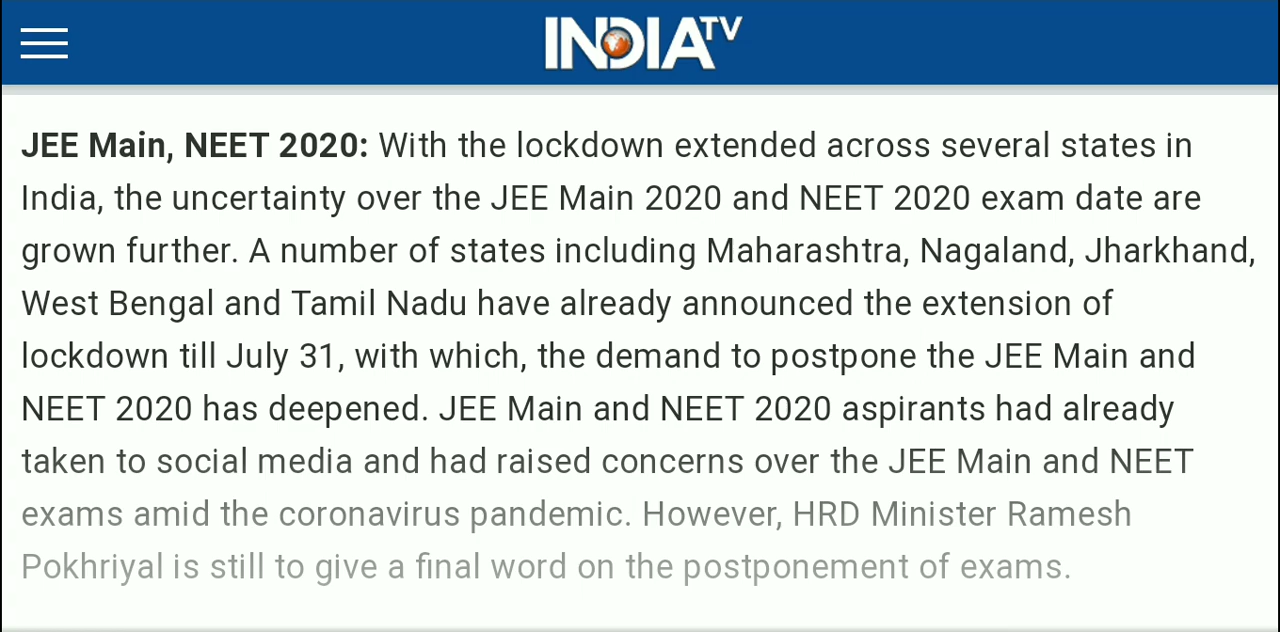 INDIA TV
JEE Main, NEET 2020: With the lockdown extended across several states in
India, the uncertainty over the JEE Main 2020 and NEET 2020 exam date are
grown further. A number of states including Maharashtra, Nagaland, Jharkhand,
West Bengal and Tamil Nadu have already announced the extension of
lockdown till July 31, with which, the demand to postpone the JEE Main and
NEET 2020 has deepened. JEE Main and NEET 2020 aspirants had already
taken to social media and had raised concerns over the JEE Main and NEET
exams amid the coronavirus pandemic. However, HRD Minister Ramesh
Pokhriyal is still to give a final word on the postponement of exams.